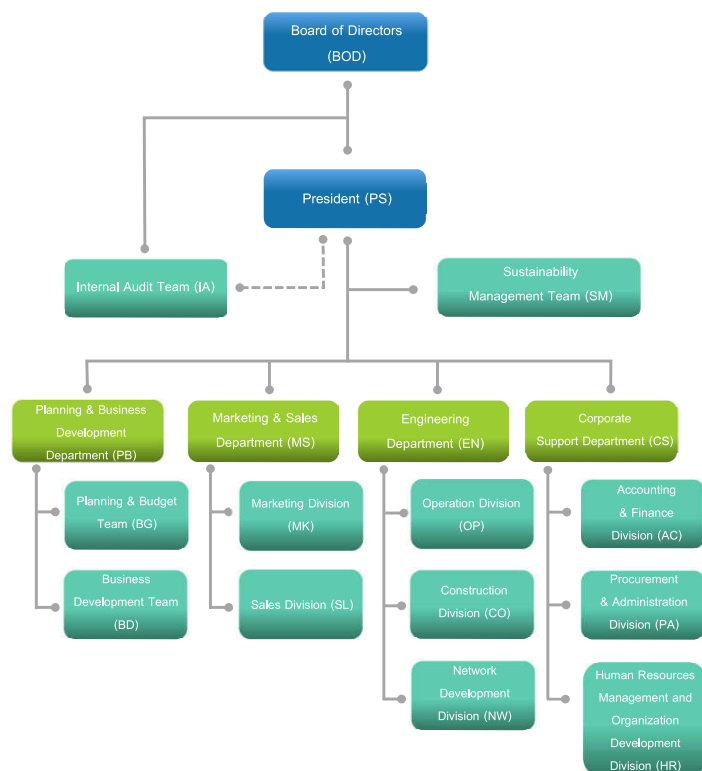 Board of Directors
(BOD)
President (PS)
Internal Audit Team (IA)
Sustainability
Management Team (SM)
Planning & Business
Development
Department (PB)
Marketing & Sales
Department (MS)
Engineering
Department (EN)
Corporate
Support Department (CS)
Planning & Budget
Team (BG)
Marketing Division
(MK)
Operation Division
(OP)
Accounting
& Finance
Division (AC)
Business
Development Team
(BD)
Sales Division (SL)
Construction
Division (CO)
Procurement
& Administration
Division (PA)
Network
Development
Division (NW)
Human Resources
Management and
Organization
Development
Division (HR)